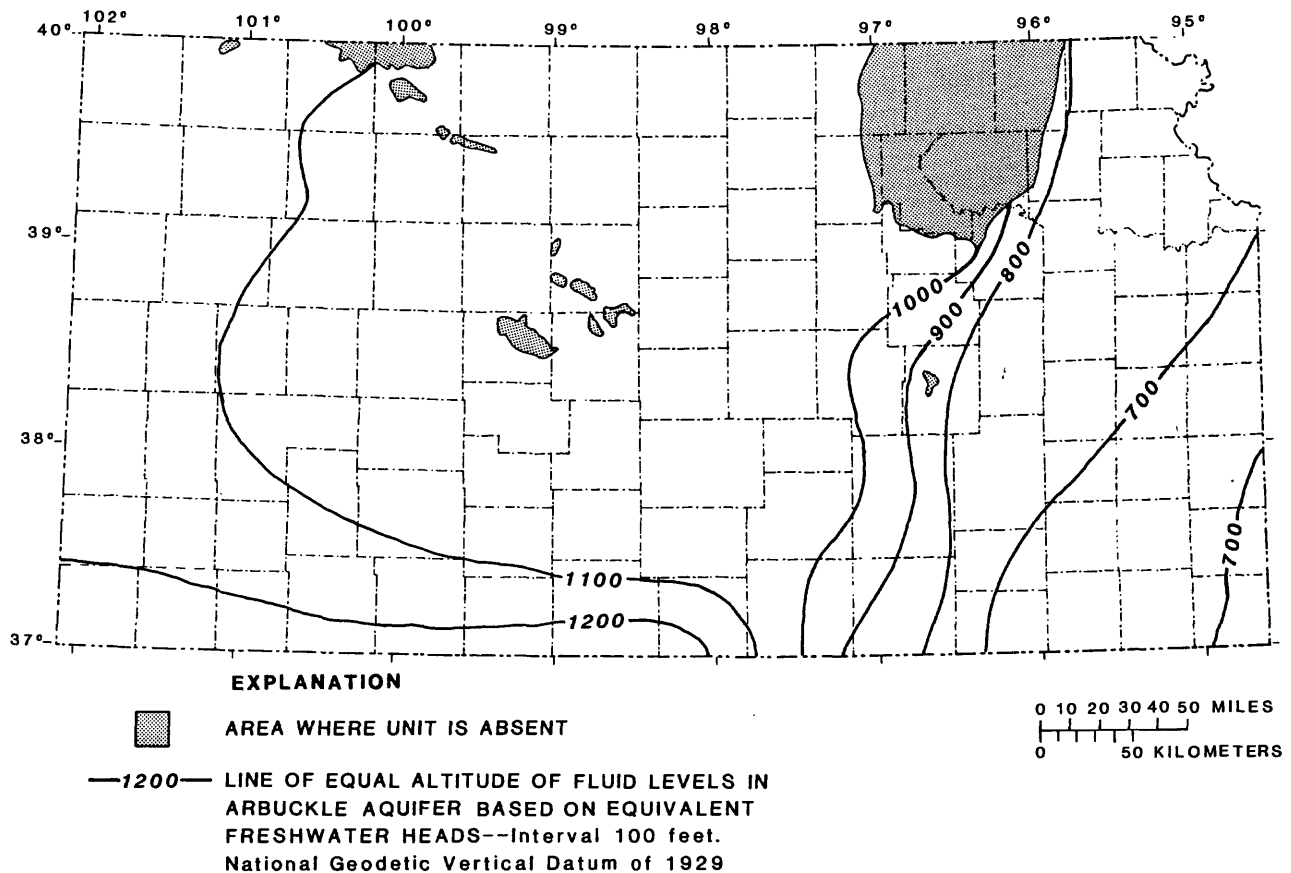 102° 101° 100° 99° 98° 97° 96° 95°
40°
39°
38°
37°
1000
900
800
700
700
1100
1200
EXPLANATION
AREA WHERE UNIT IS ABSENT
1200 LINE OF EQUAL ALTITUDE OF FLUID LEVELS IN
ARBUCKLE AQUIFER BASED ON EQUIVALENT
FRESHWATER HEADS--Interval 100 feet.
National Geodetic Vertical Datum of 1929
0 10 20 30 40 50 MILES
0 50 KILOMETERS